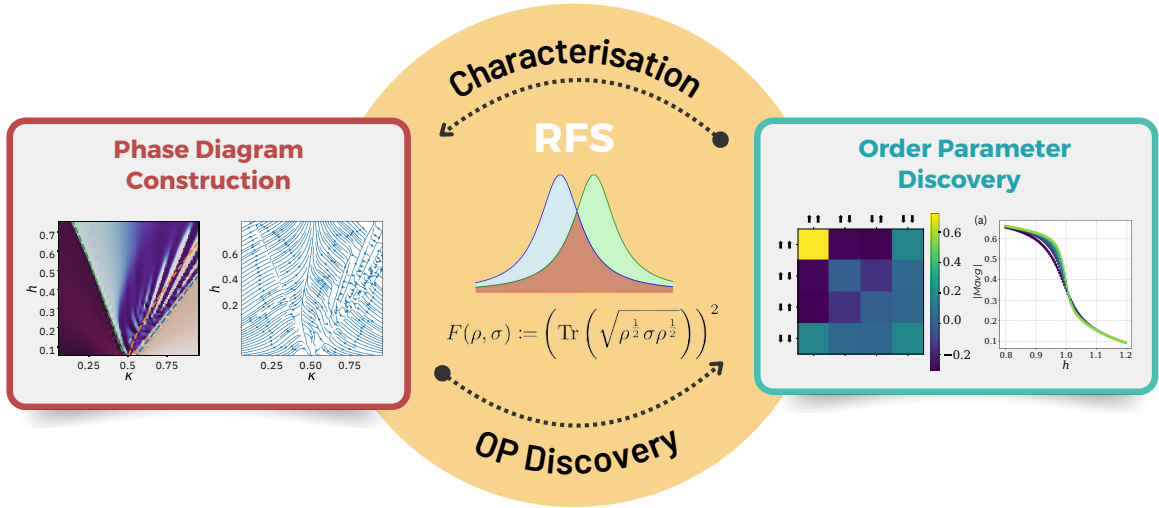 Characterisation
RFS
F(ρ, σ) := (Tr (√(ρ^{1/2} σρ^{1/2})))^2
OP Discovery
Phase Diagram
Construction
h
0.7
0.6
0.5
0.4
0.3
0.2
0.1
0.25 0.5 0.75
κ
h
0.6
0.4
0.2
0.25 0.50 0.75
κ
Order Parameter
Discovery
⬆⬆ ⬆⬇ ⬇⬆ ⬇⬇
⬆⬆
⬆⬇
⬇⬆
⬇⬇
0.6
0.4
0.2
0.0
−0.2
(a)
|Mavg|
0.6
0.5
0.4
0.3
0.2
0.1
0.8 0.9 1.0 1.1 1.2
h